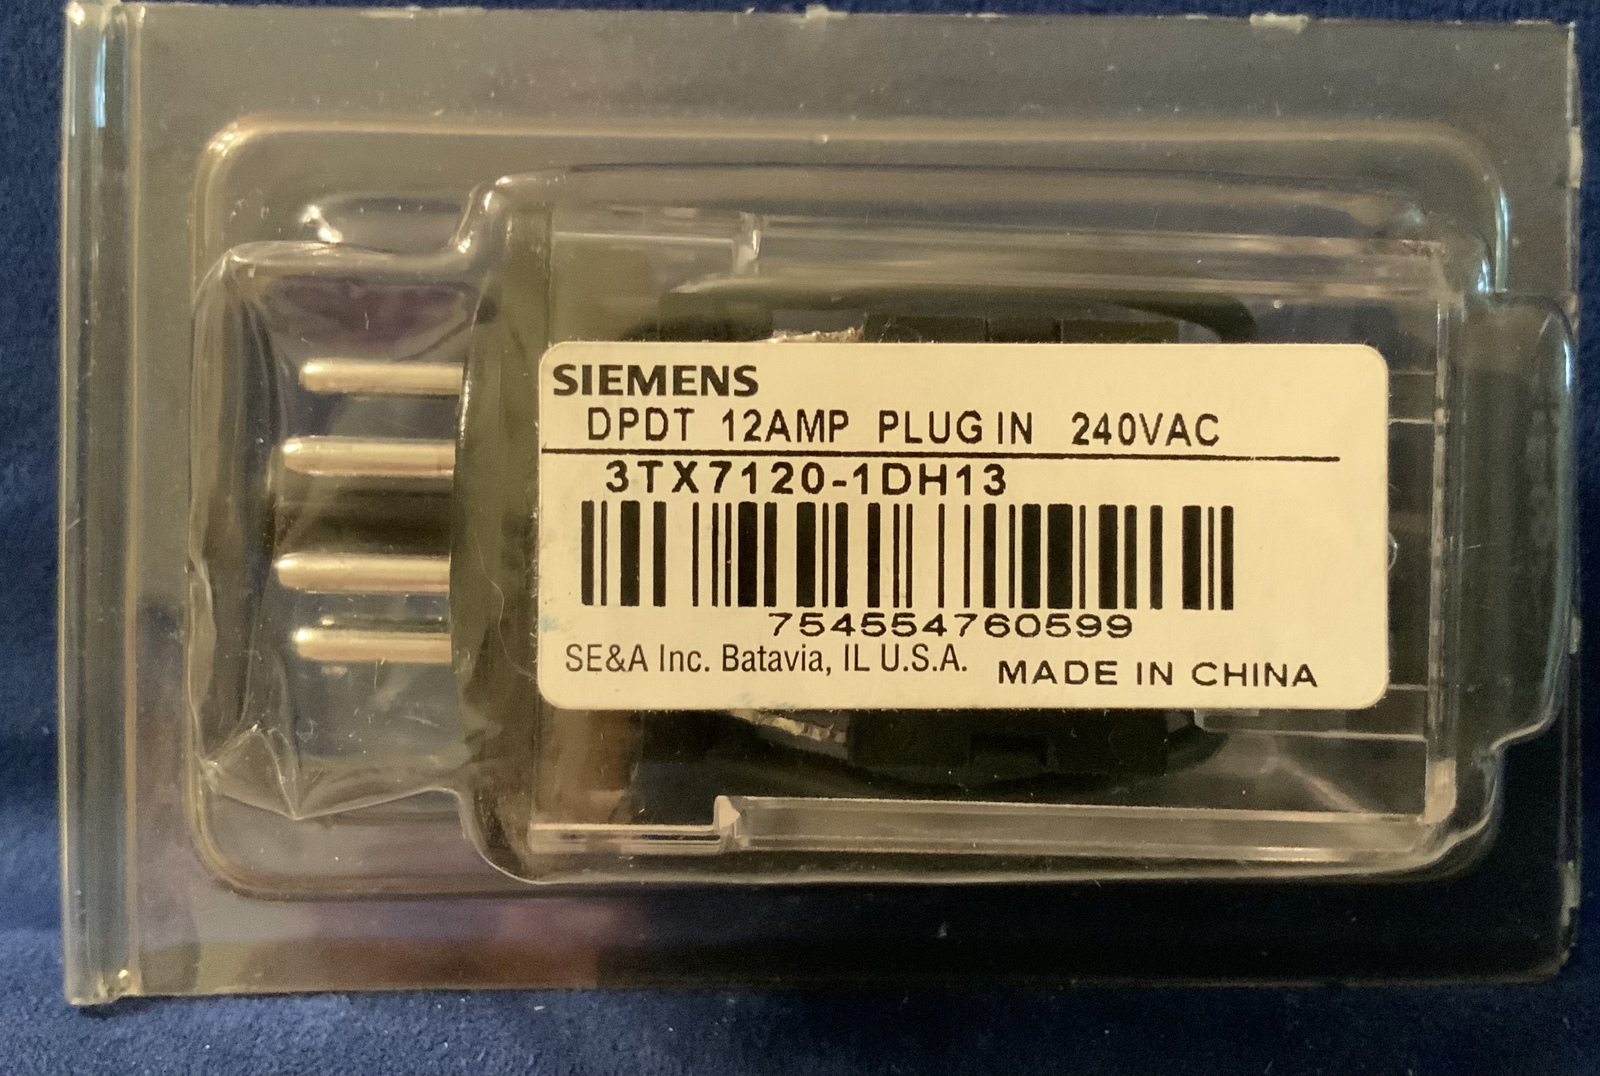 SIEMENS
DPDT 12AMP PLUG IN 240VAC
3TX7120-1DH13
754554760599
SE&A Inc. Batavia, IL U.S.A. MADE IN CHINA